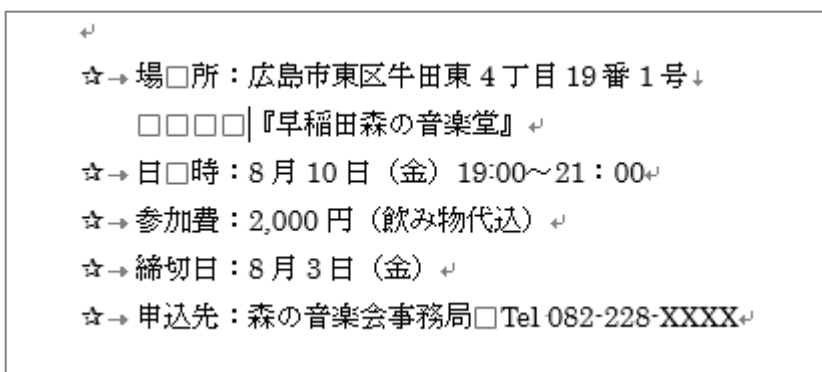 ☆→場□所：広島市東区牛田東4丁目19番1号↓
□□□□『早稲田森の音楽堂』↵
☆→日□時：8月10日（金）19:00～21：00↵
☆→参加費：2,000円（飲み物代込）↵
☆→締切日：8月3日（金）↵
☆→申込先：森の音楽会事務局□Tel 082-228-XXXX↵